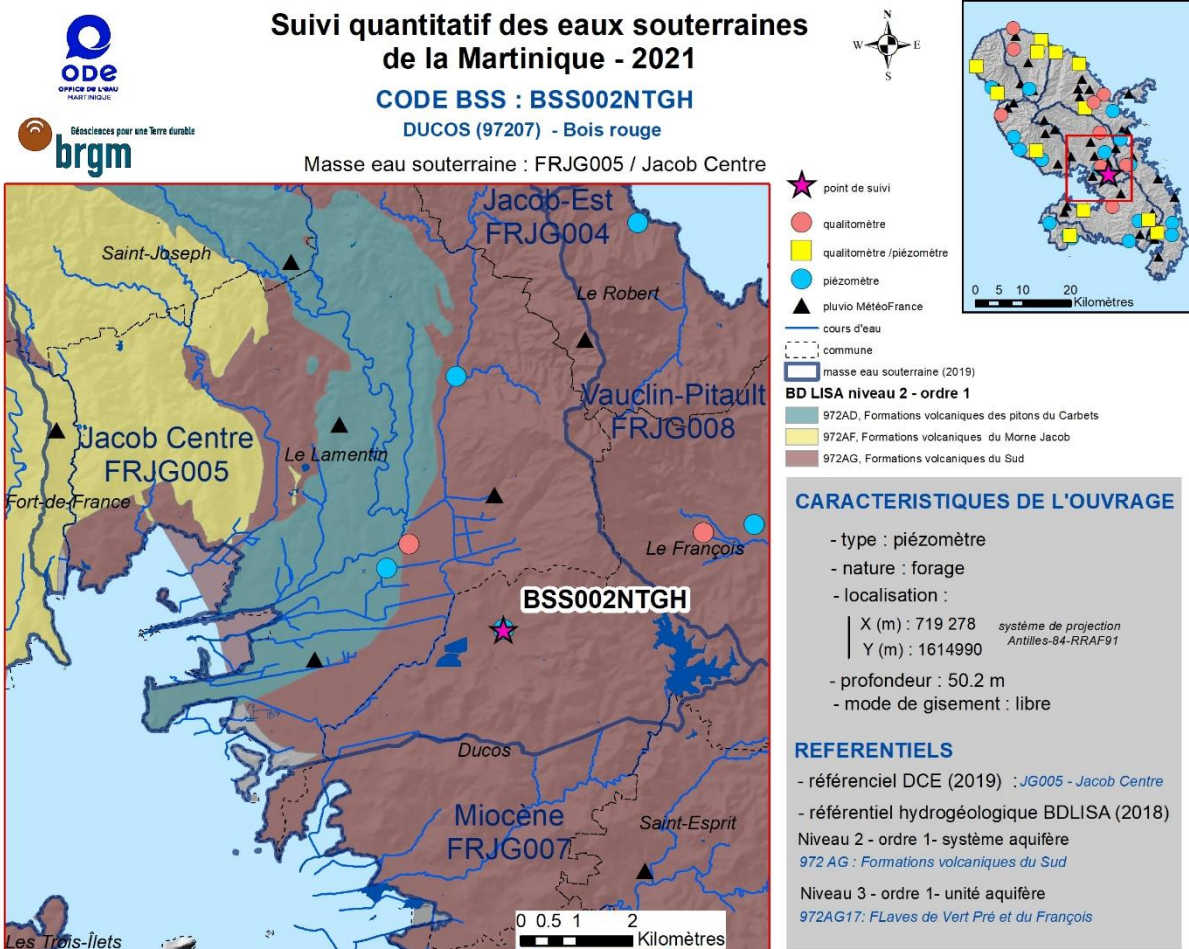 ODE
OFFICE DE L'EAU
MARTINIQUE
Géosciences pour une Terre durable
brgm
Suivi quantitatif des eaux souterraines
de la Martinique - 2021
CODE BSS : BSS002NTGH
DUCOS (97207) - Bois rouge
Masse eau souterraine : FRJG005 / Jacob Centre
N
W E
S
Jacob-Est
FRJG004
Saint-Joseph
Le Robert
Vauclin-Pitault
FRJG008
Jacob Centre
FRJG005
Le Lamentin
Fort-de-France
Le François
BSS002NTGH
Ducos
Miocène
FRJG007
Saint-Esprit
Les Trois-Îlets
0 0.5 1 2
Kilomètres
point de suivi
qualitomètre
qualitomètre /piézomètre
piézomètre
pluvio MétéoFrance
cours d'eau
commune
masse eau souterraine (2019)
BD LISA niveau 2 - ordre 1
972AD, Formations volcaniques des pitons du Carbets
972AF, Formations volcaniques du Morne Jacob
972AG, Formations volcaniques du Sud
0 5 10 20
Kilomètres
CARACTERISTIQUES DE L'OUVRAGE
- type : piézomètre
- nature : forage
- localisation :
X (m) : 719 278
Y (m) : 1614990
système de projection
Antilles-84-RRAF91
- profondeur : 50.2 m
- mode de gisement : libre
REFERENTIELS
- référenciel DCE (2019) : JG005 - Jacob Centre
- référentiel hydrogéologique BDLISA (2018)
Niveau 2 - ordre 1- système aquifère
972 AG : Formations volcaniques du Sud
Niveau 3 - ordre 1- unité aquifère
972AG17: FLaves de Vert Pré et du François